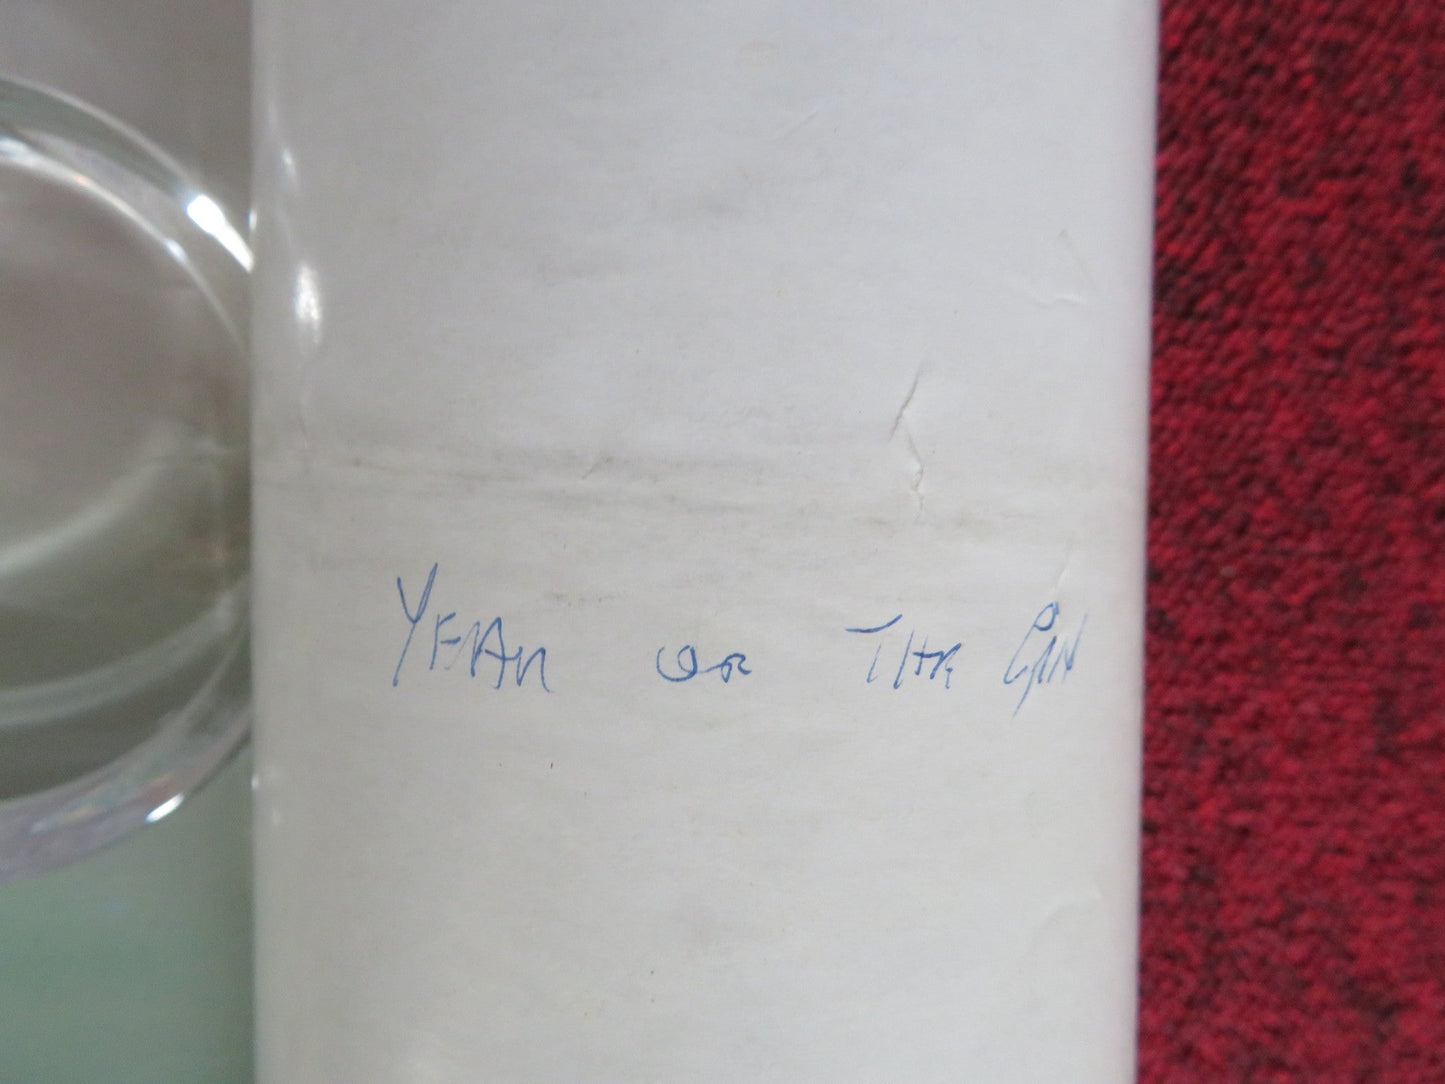 YEAR OF THE GUN